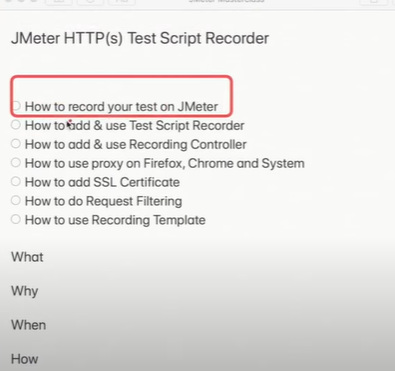 JMeter HTTP(s) Test Script Recorder
How to record your test on JMeter
How to add & use Test Script Recorder
How to add & use Recording Controller
How to use proxy on Firefox, Chrome and System
How to add SSL Certificate
How to do Request Filtering
How to use Recording Template
What
Why
When
How